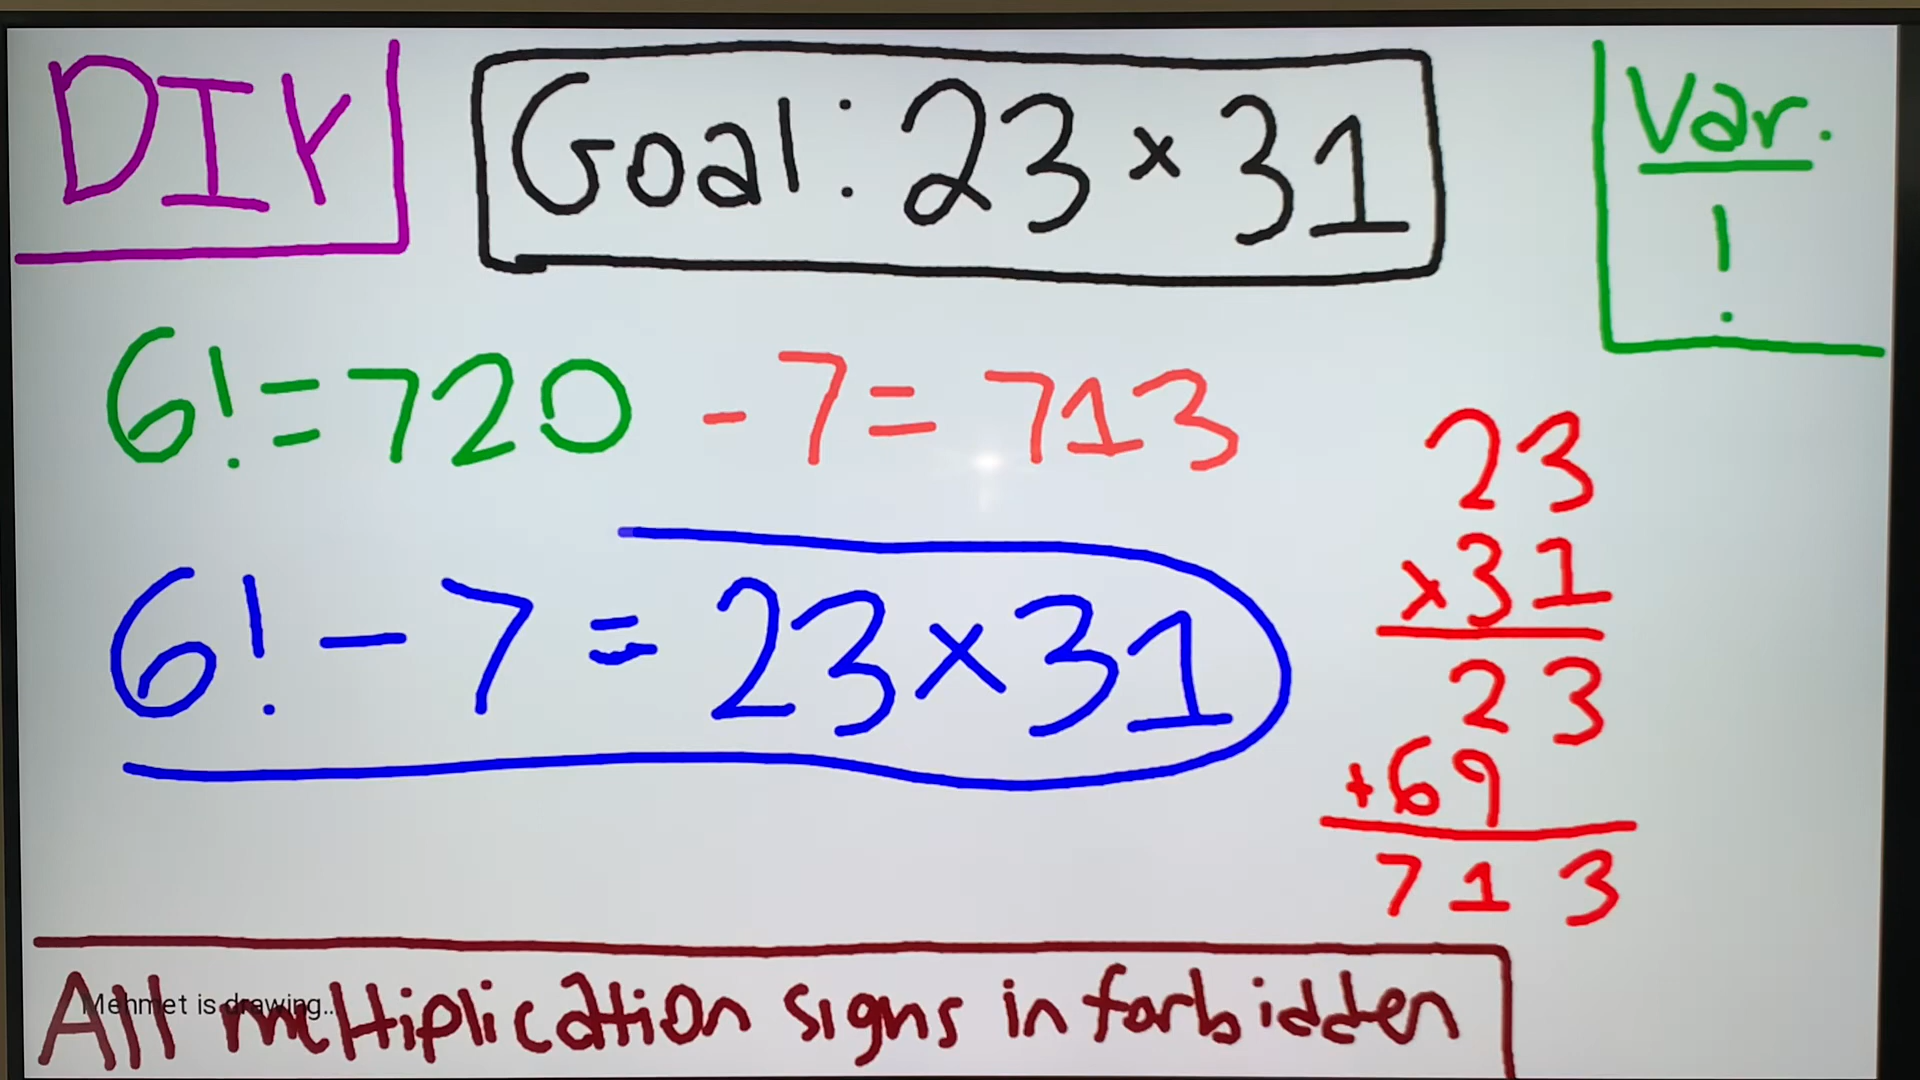 DIY
Goal: 23 × 31
Var.
!
6! = 720 - 7 = 713
6! - 7 = 23 × 31
23
×31
23
+69
713
All multiplication signs in forbidden
Mehmet is drawing...